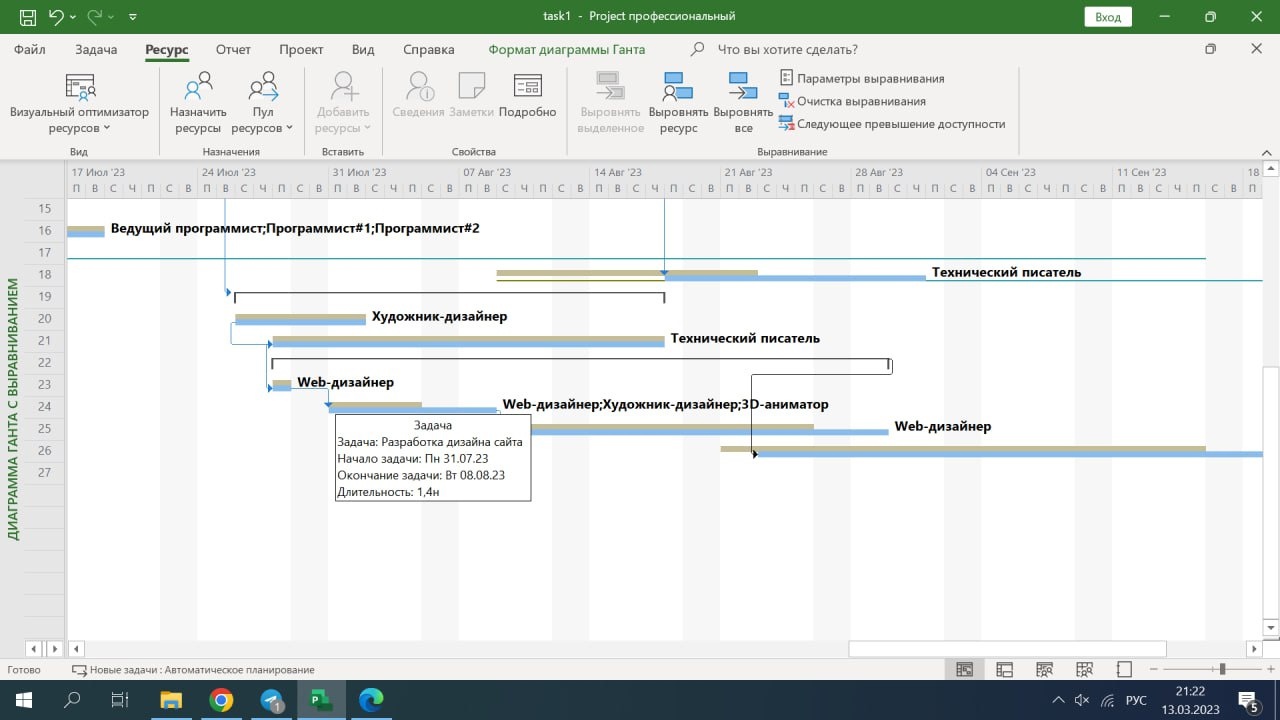 task1 - Project профессиональный
Вход
Файл Задача Ресурс Отчет Проект Вид Справка Формат диаграммы Ганта Что вы хотите сделать?
Визуальный оптимизатор ресурсов
Назначить ресурсы
Пул ресурсов
Добавить ресурсы
Сведения
Заметки
Подробно
Выровнять выделенное
Выровнять ресурс
Выровнять все
Параметры выравнивания
Очистка выравнивания
Следующее превышение доступности
Вид Назначения Вставить Свойства Выравнивание
17 Июл '23 24 Июл '23 31 Июл '23 07 Авг '23 14 Авг '23 21 Авг '23 28 Авг '23 04 Сен '23 11 Сен '23 18
П В С Ч П С В П В С Ч П С В П В С Ч П С В П В С Ч П С В П В С Ч П С В П В С Ч П С В П В С Ч П С В П В С Ч П С В П В С Ч П С В П
ДИАГРАММА ГАНТА С ВЫРАВНИВАНИЕМ
15
16 Ведущий программист;Программист#1;Программист#2
17
18 Технический писатель
19
20 Художник-дизайнер
21 Технический писатель
22
23 Web-дизайнер
24 Web-дизайнер;Художник-дизайнер;3D-аниматор
25 Web-дизайнер
26
27
Задача
Задача: Разработка дизайна сайта
Начало задачи: Пн 31.07.23
Окончание задачи: Вт 08.08.23
Длительность: 1,4н
Готово Новые задачи : Автоматическое планирование
1
РУС
21:22
13.03.2023
5